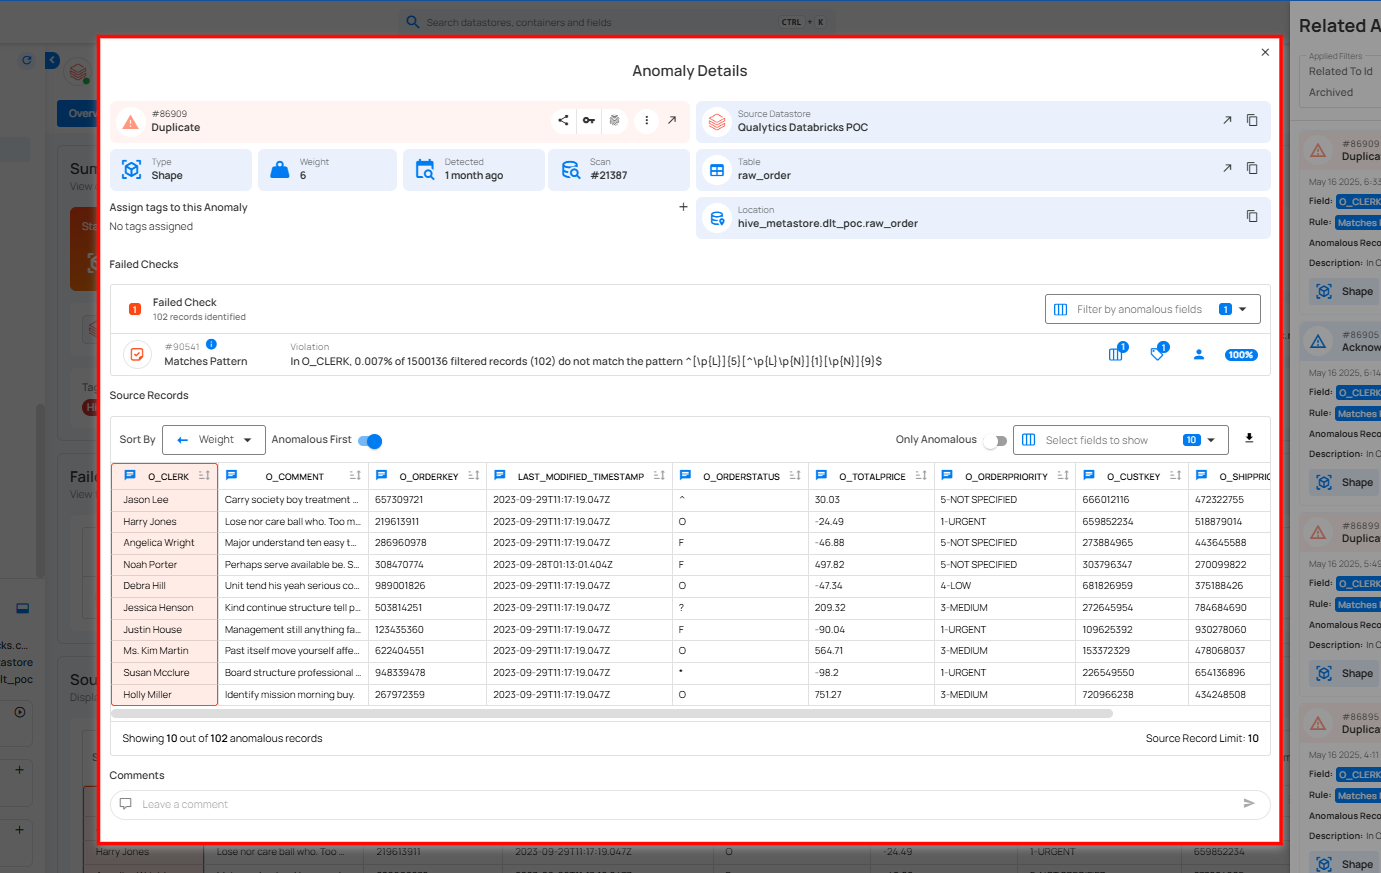 Search datastores, containers and fields
CTRL + K
Related A
Applied Filters
Related To Id
Archived
Anomaly Details
#86909
Duplicate
Source Datastore
Qualytics Databricks POC
Type
Shape
Weight
6
Detected
1 month ago
Scan
#21387
Table
raw_order
Assign tags to this Anomaly
No tags assigned
Location
hive_metastore.dlt_poc.raw_order
Failed Checks
1
Failed Check
102 records identified
Filter by anomalous fields
1
#90541
Matches Pattern
Violation
In O_CLERK, 0.007% of 1500136 filtered records (102) do not match the pattern ^[\p{L}]{5}[^\p{L}\p{N}]{1}[\p{N}]{9}$
1
1
100%
Source Records
Sort By
Weight
Anomalous First
Only Anomalous
Select fields to show
10
O_CLERK O_COMMENT O_ORDERKEY LAST_MODIFIED_TIMESTAMP O_ORDERSTATUS O_TOTALPRICE O_ORDERPRIORITY O_CUSTKEY O_SHIPPRIC
Jason Lee Carry society boy treatment ... 657309721 2023-09-29T11:17:19.047Z ^ 30.03 5-NOT SPECIFIED 666012116 472322755
Harry Jones Lose nor care ball who. Too m... 219613911 2023-09-29T11:17:19.047Z O -24.49 1-URGENT 659852234 518879014
Angelica Wright Major understand ten easy t... 286960978 2023-09-29T11:17:19.047Z F -46.88 5-NOT SPECIFIED 273884965 443645588
Noah Porter Perhaps serve available be. S... 308470774 2023-09-28T01:13:01.404Z F 497.82 5-NOT SPECIFIED 303796347 270099822
Debra Hill Unit tend his yeah serious co... 989001826 2023-09-29T11:17:19.047Z O -47.34 4-LOW 681826959 375188426
Jessica Henson Kind continue structure tell p... 503814251 2023-09-29T11:17:19.047Z ? 209.32 3-MEDIUM 272645954 784684690
Justin House Management still anything fa... 123435360 2023-09-29T11:17:19.047Z F -90.04 1-URGENT 109625392 930278060
Ms. Kim Martin Past itself move yourself affe... 622404551 2023-09-29T11:17:19.047Z O 564.71 3-MEDIUM 153372329 478068037
Susan Mcclure Board structure professional ... 948339478 2023-09-29T11:17:19.047Z * -98.2 1-URGENT 226549550 654136896
Holly Miller Identify mission morning buy. 267972359 2023-09-29T11:17:19.047Z O 751.27 3-MEDIUM 720966238 434248508
Showing 10 out of 102 anomalous records
Source Record Limit: 10
Comments
Leave a comment
Harry Jones Lose nor care ball who. Too ... 219613911 2023-09-29T11:17:19.047Z O -24.49 1-URGENT 659852234
#86909
Duplica
May 16 2025, 6:33
Field: O_CLERK
Rule: Matches
Anomalous Reco
Description: In O
Shape
#86905
Acknow
May 16 2025, 6:14
Field: O_CLERK
Rule: Matches
Anomalous Reco
Description: In O
Shape
#86899
Duplica
May 16 2025, 5:49
Field: O_CLERK
Rule: Matches
Anomalous Reco
Description: In O
Shape
#86895
Duplica
May 16 2025, 4:11
Field: O_CLERK
Rule: Matches
Anomalous Reco
Description: In O
Shape